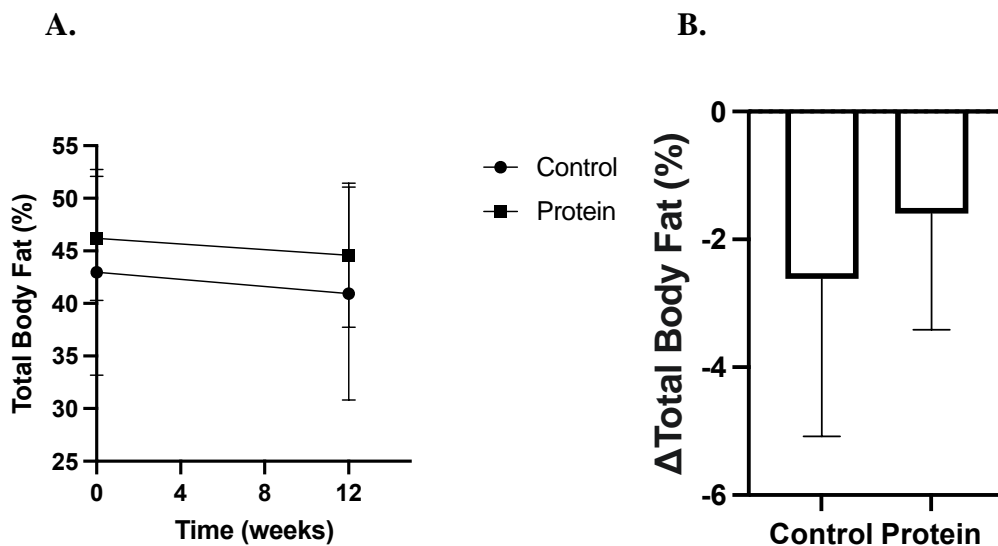 A.
B.
Total Body Fat (%)
55
50
45
40
35
30
25
0
4
8
12
Time (weeks)
Control
Protein
ΔTotal Body Fat (%)
0
-2
-4
-6
Control Protein